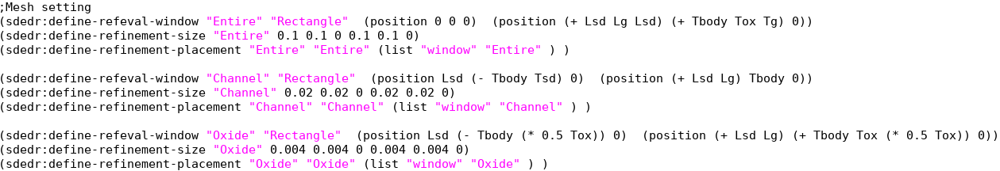 ;Mesh setting
(sdedr:define-refeval-window "Entire" "Rectangle"  (position 0 0 0)  (position (+ Lsd Lg Lsd) (+ Tbody Tox Tg) 0))
(sdedr:define-refinement-size "Entire" 0.1 0.1 0 0.1 0.1 0)
(sdedr:define-refinement-placement "Entire" "Entire" (list "window" "Entire" ) )

(sdedr:define-refeval-window "Channel" "Rectangle"  (position Lsd (- Tbody Tsd) 0)  (position (+ Lsd Lg) Tbody 0))
(sdedr:define-refinement-size "Channel" 0.02 0.02 0 0.02 0.02 0)
(sdedr:define-refinement-placement "Channel" "Channel" (list "window" "Channel" ) )

(sdedr:define-refeval-window "Oxide" "Rectangle"  (position Lsd (- Tbody (* 0.5 Tox)) 0)  (position (+ Lsd Lg) (+ Tbody Tox (* 0.5 Tox)) 0))
(sdedr:define-refinement-size "Oxide" 0.004 0.004 0 0.004 0.004 0)
(sdedr:define-refinement-placement "Oxide" "Oxide" (list "window" "Oxide" ) )